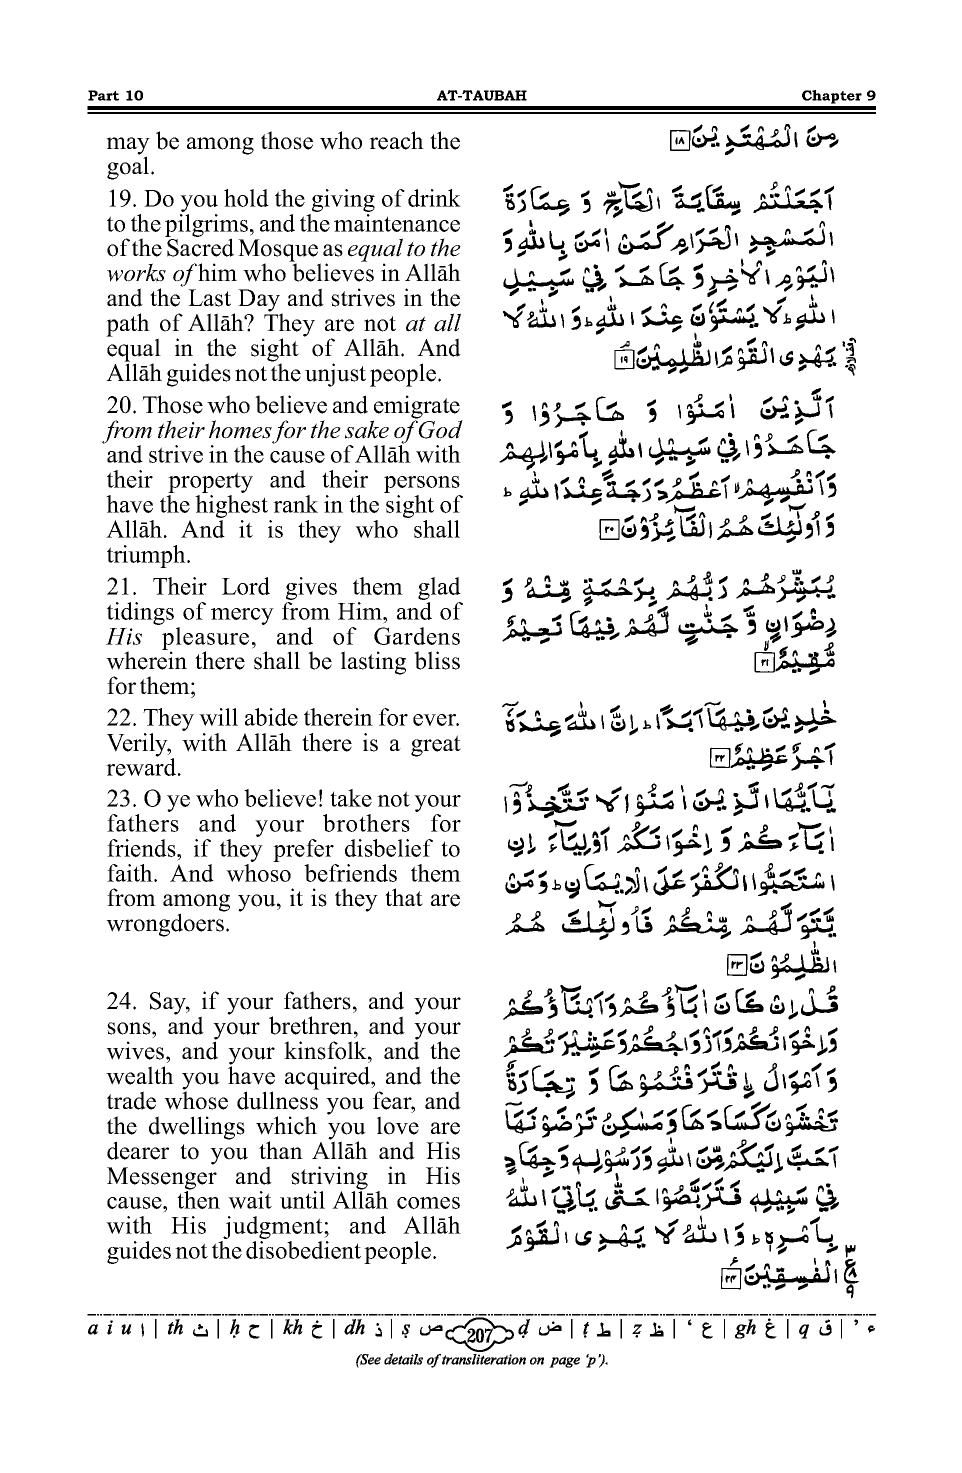 Part 10 AT-TAUBAH Chapter 9
may be among those who reach the
goal.
19. Do you hold the giving of drink
to the pilgrims, and the maintenance
of the Sacred Mosque as equal to the
works of him who believes in Allāh
and the Last Day and strives in the
path of Allāh? They are not at all
equal in the sight of Allāh. And
Allāh guides not the unjust people.
20. Those who believe and emigrate
from their homes for the sake of God
and strive in the cause of Allāh with
their property and their persons
have the highest rank in the sight of
Allāh. And it is they who shall
triumph.
21. Their Lord gives them glad
tidings of mercy from Him, and of
His pleasure, and of Gardens
wherein there shall be lasting bliss
for them;
22. They will abide therein for ever.
Verily, with Allāh there is a great
reward.
23. O ye who believe! take not your
fathers and your brothers for
friends, if they prefer disbelief to
faith. And whoso befriends them
from among you, it is they that are
wrongdoers.
24. Say, if your fathers, and your
sons, and your brethren, and your
wives, and your kinsfolk, and the
wealth you have acquired, and the
trade whose dullness you fear, and
the dwellings which you love are
dearer to you than Allāh and His
Messenger and striving in His
cause, then wait until Allāh comes
with His judgment; and Allāh
guides not the disobedient people.
مِنَ الْمُهْتَدِيْنَ ۱۸
اَجَعَلْتُمْ سِقَايَةَ الْحَآجِّ وَ عِمَارَةَ
الْمَسْجِدِ الْحَرَامِ كَمَنْ اٰمَنَ بِاللّٰهِ وَ
الْيَوْمِ الْاٰخِرِ وَ جَاهَدَ فِيْ سَبِيْلِ
اللّٰهِ ؕ لَا يَسْتَوٗنَ عِنْدَ اللّٰهِ ؕ وَ اللّٰهُ لَا
يَهْدِى الْقَوْمَ الظّٰلِمِيْنَ ۱۹
اَلَّذِيْنَ اٰمَنُوْا وَ هَاجَرُوْا وَ
جَاهَدُوْا فِيْ سَبِيْلِ اللّٰهِ بِاَمْوَالِهِمْ
وَ اَنْفُسِهِمْ ۙ اَعْظَمُ دَرَجَةً عِنْدَ اللّٰهِ ؕ
وَ اُولٰٓئِكَ هُمُ الْفَآئِزُوْنَ ۲۰
يُبَشِّرُهُمْ رَبُّهُمْ بِرَحْمَةٍ مِّنْهُ وَ
رِضْوَانٍ وَّ جَنّٰتٍ لَّهُمْ فِيْهَا نَعِيْمٌ
مُّقِيْمٌ ۙ ۲۱
خٰلِدِيْنَ فِيْهَآ اَبَدًا ؕ اِنَّ اللّٰهَ عِنْدَهٗۤ
اَجْرٌ عَظِيْمٌ ۲۲
يٰۤاَيُّهَا الَّذِيْنَ اٰمَنُوْا لَا تَتَّخِذُوْۤا
اٰبَآءَكُمْ وَ اِخْوَانَكُمْ اَوْلِيَآءَ اِنِ
اسْتَحَبُّوا الْكُفْرَ عَلَى الْاِيْمَانِ ؕ وَ مَنْ
يَّتَوَلَّهُمْ مِّنْكُمْ فَاُولٰٓئِكَ هُمُ
الظّٰلِمُوْنَ ۲۳
قُلْ اِنْ كَانَ اٰبَآؤُكُمْ وَ اَبْنَآؤُكُمْ
وَ اِخْوَانُكُمْ وَ اَزْوَاجُكُمْ وَ عَشِيْرَتُكُمْ
وَ اَمْوَالُ ۨاقْتَرَفْتُمُوْهَا وَ تِجَارَةٌ
تَخْشَوْنَ كَسَادَهَا وَ مَسٰكِنُ تَرْضَوْنَهَآ
اَحَبَّ اِلَيْكُمْ مِّنَ اللّٰهِ وَ رَسُوْلِهٖ وَ جِهَادٍ
فِيْ سَبِيْلِهٖ فَتَرَبَّصُوْا حَتّٰى يَاْتِيَ اللّٰهُ
بِاَمْرِهٖ ؕ وَ اللّٰهُ لَا يَهْدِى الْقَوْمَ
الْفٰسِقِيْنَ ۲۴
a i u ا | th ث | ḥ ح | kh خ | dh ذ | ṣ ص 207 ḍ ض | ṭ ط | ẓ ظ | ‘ ع | gh غ | q ق | ’ ء
(See details of transliteration on page ‘p’).